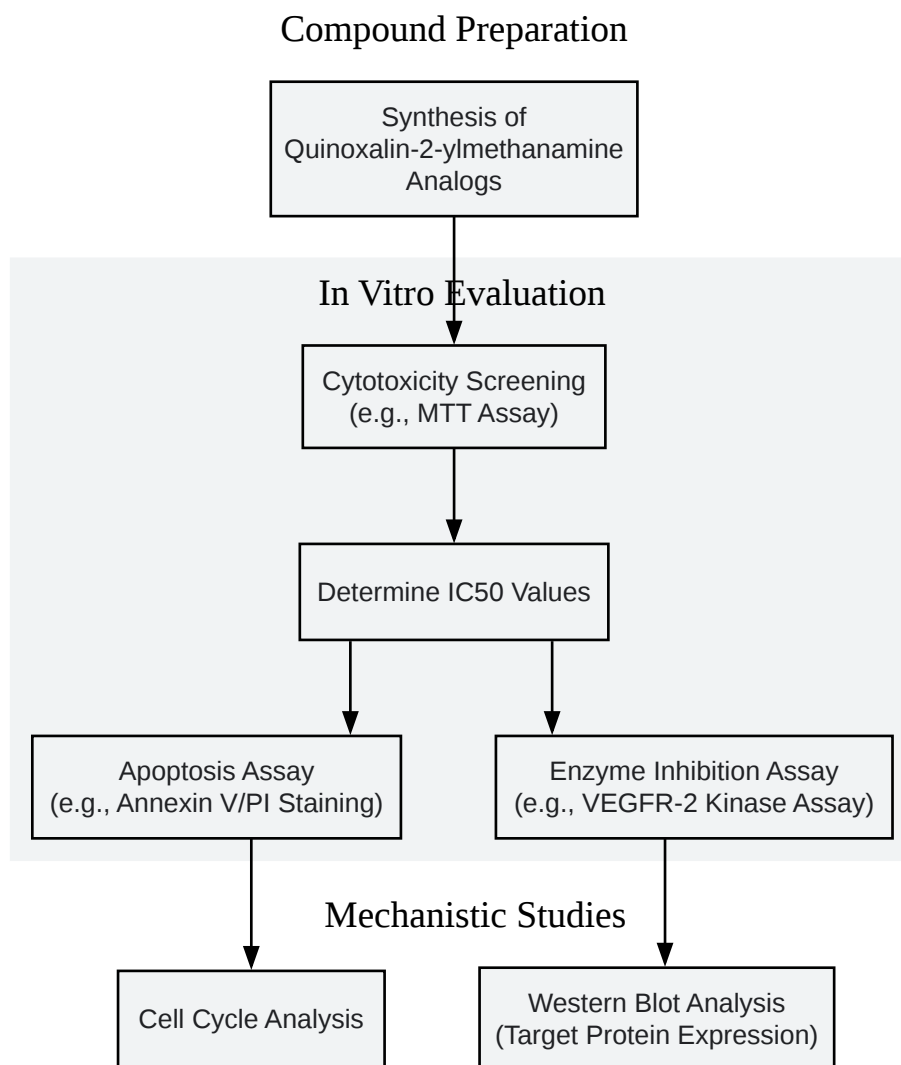 Compound Preparation
Synthesis of
Quinoxalin-2-ylmethanamine
Analogs
In Vitro Evaluation
Cytotoxicity Screening
(e.g., MTT Assay)
Determine IC50 Values
Apoptosis Assay
(e.g., Annexin V/PI Staining)
Enzyme Inhibition Assay
(e.g., VEGFR-2 Kinase Assay)
Mechanistic Studies
Cell Cycle Analysis
Western Blot Analysis
(Target Protein Expression)